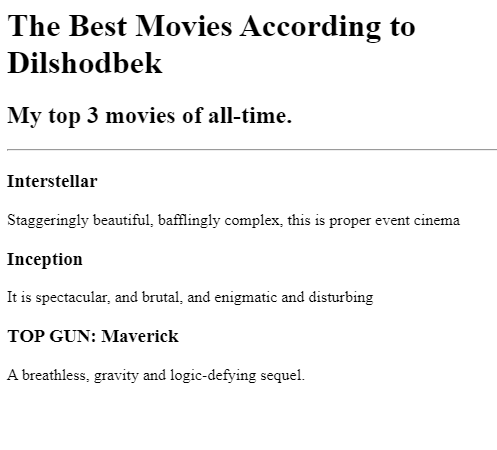 The Best Movies According to
Dilshodbek
My top 3 movies of all-time.
Interstellar
Staggeringly beautiful, bafflingly complex, this is proper event cinema
Inception
It is spectacular, and brutal, and enigmatic and disturbing
TOP GUN: Maverick
A breathless, gravity and logic-defying sequel.